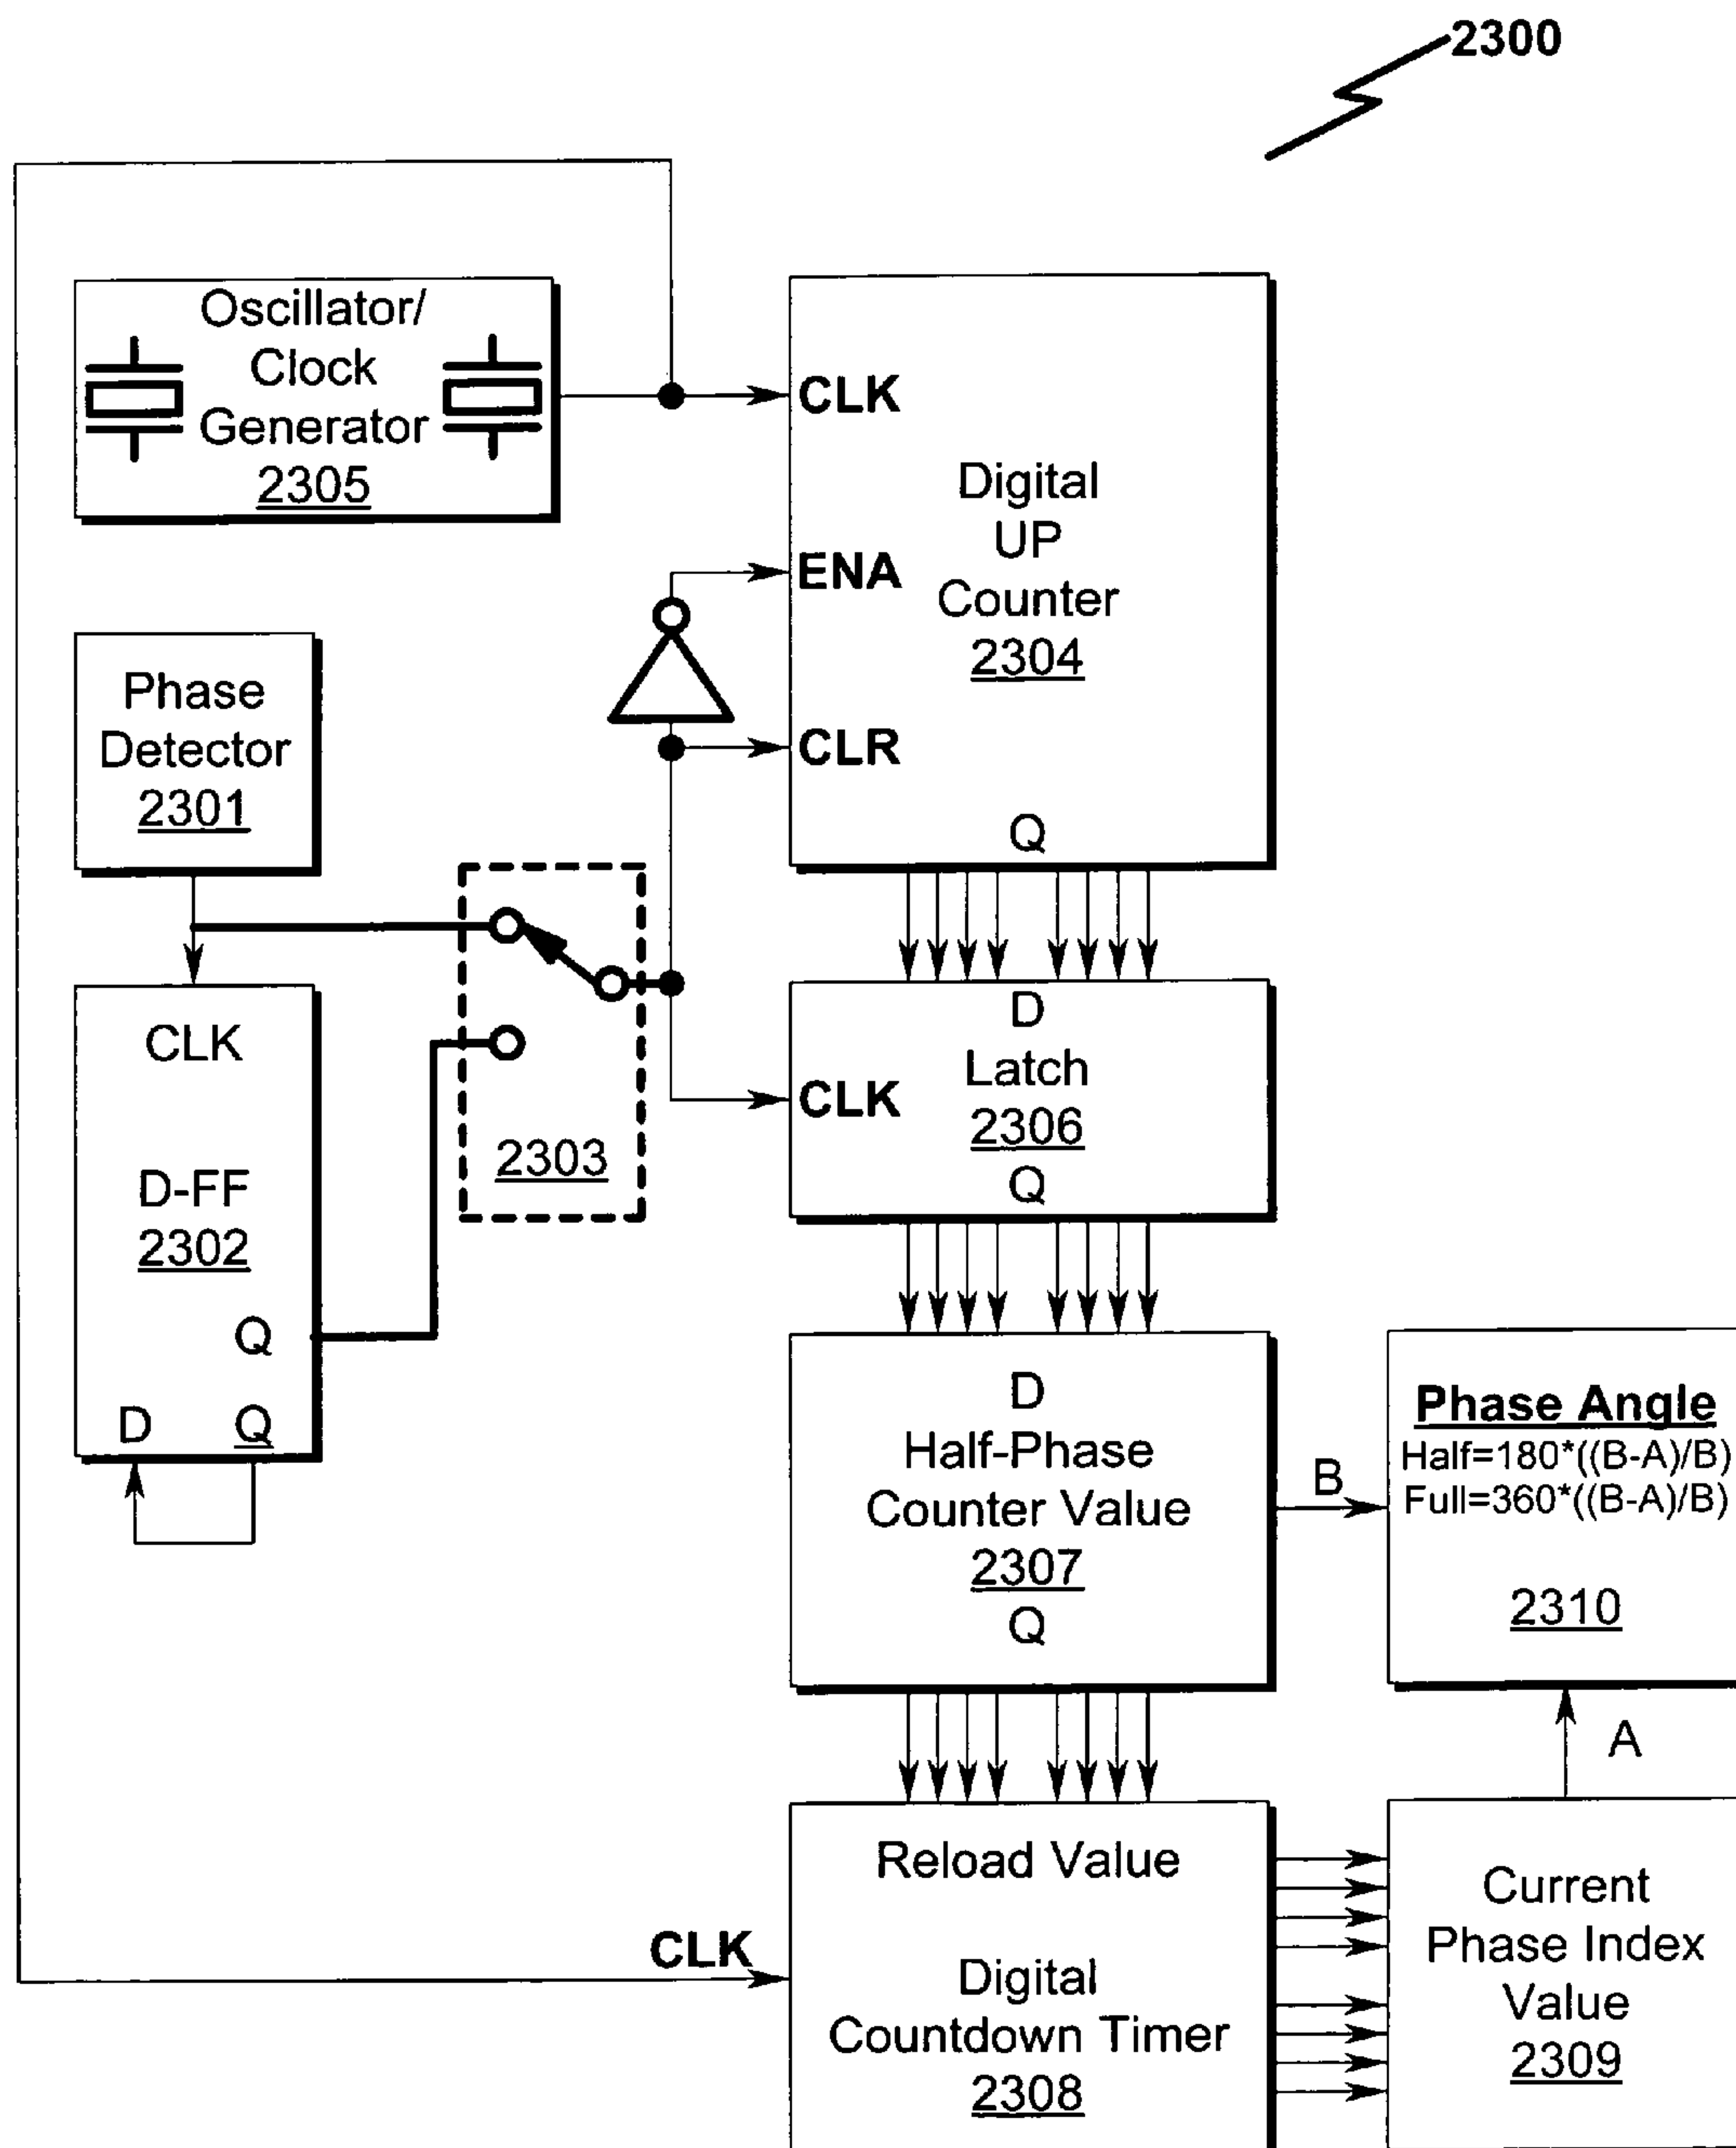 2300
Oscillator/
Clock
Generator
2305
CLK
ENA
CLR
Digital
UP
Counter
2304
Q
Phase
Detector
2301
CLK
D-FF
2302
Q
D
Q
2303
D
Latch
2306
CLK
Q
D
Half-Phase
Counter Value
2307
Q
B
Phase Angle
Half=180*((B-A)/B)
Full=360*((B-A)/B)
2310
A
CLK
Reload Value
Digital
Countdown Timer
2308
Current
Phase Index
Value
2309